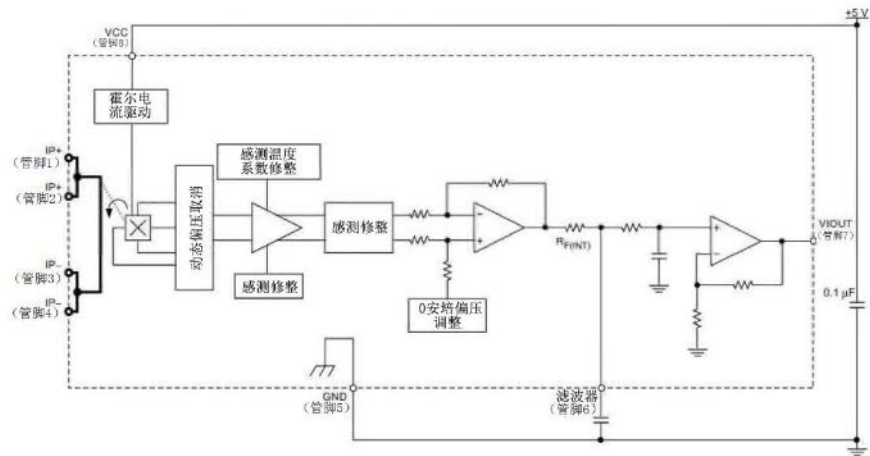 +5 V
VCC
(管脚8)
霍尔电
流驱动
IP+
(管脚1)
IP+
(管脚2)
IP−
(管脚3)
IP−
(管脚4)
动态偏压取消
感测温度
系数修整
感测修整
感测修整
0安培偏压
调整
RF(INT)
VIOUT
(管脚7)
0.1 μF
GND
(管脚5)
滤波器
(管脚6)